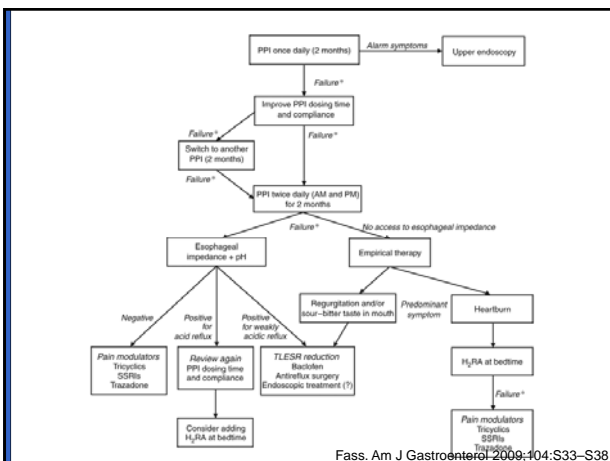 PPI once daily (2 months)
Alarm symptoms
Upper endoscopy
Failure*
Improve PPI dosing time
and compliance
Failure*
Failure*
Switch to another
PPI (2 months)
Failure*
PPI twice daily (AM and PM)
for 2 months
Failure*
No access to esophageal impedance
Esophageal
impedance + pH
Empirical therapy
Negative
Positive
for
acid reflux
Positive
for weakly
acidic reflux
Regurgitation and/or
sour–bitter taste in mouth
Predominant
symptom
Heartburn
Pain modulators
Tricyclics
SSRIs
Trazadone
Review again
PPI dosing time
and compliance
TLESR reduction
Baclofen
Antireflux surgery
Endoscopic treatment (?)
H₂RA at bedtime
Failure*
Consider adding
H₂RA at bedtime
Pain modulators
Tricyclics
SSRIs
Trazadone
Fass. Am J Gastroenterol 2009;104:S33–S38